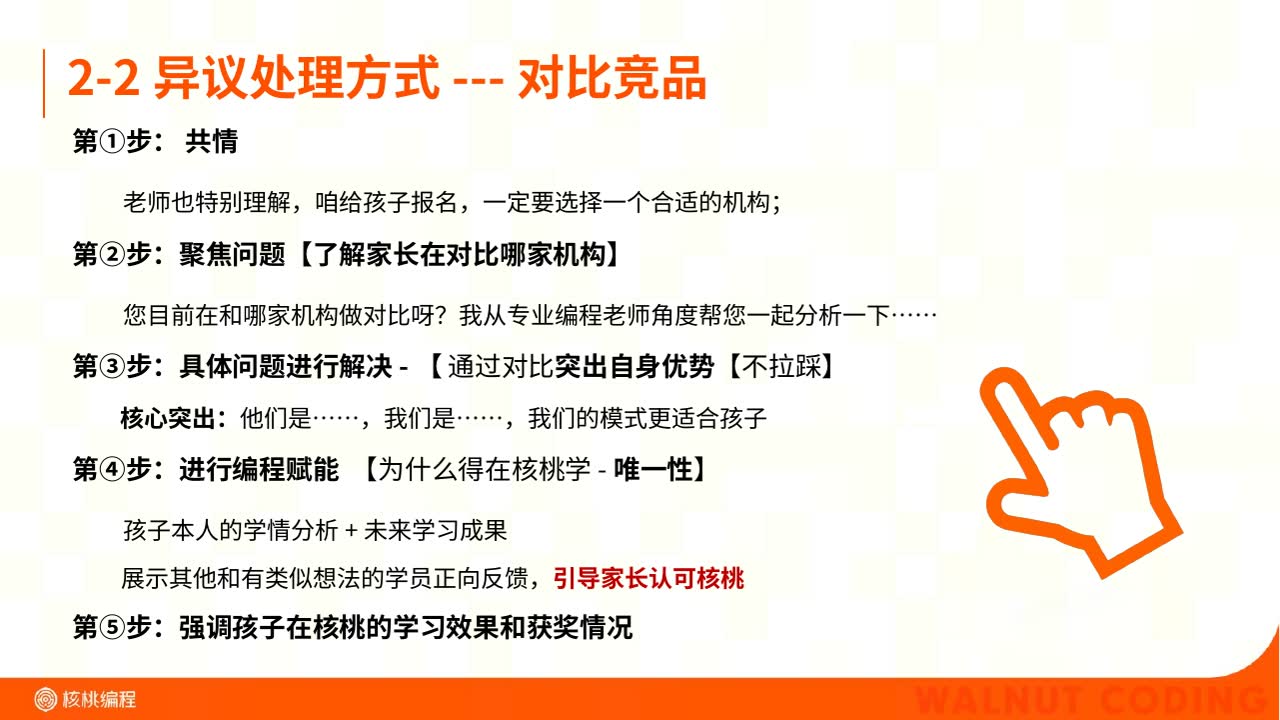 2-2 异议处理方式 --- 对比竞品
第①步： 共情
老师也特别理解，咱给孩子报名，一定要选择一个合适的机构；
第②步：聚焦问题【了解家长在对比哪家机构】
您目前在和哪家机构做对比呀？我从专业编程老师角度帮您一起分析一下……
第③步：具体问题进行解决 - 【 通过对比突出自身优势【不拉踩】
核心突出：他们是……，我们是……，我们的模式更适合孩子
第④步：进行编程赋能 【为什么得在核桃学 - 唯一性】
孩子本人的学情分析 + 未来学习成果
展示其他和有类似想法的学员正向反馈，引导家长认可核桃
第⑤步：强调孩子在核桃的学习效果和获奖情况
核桃编程
WALNUT CODING